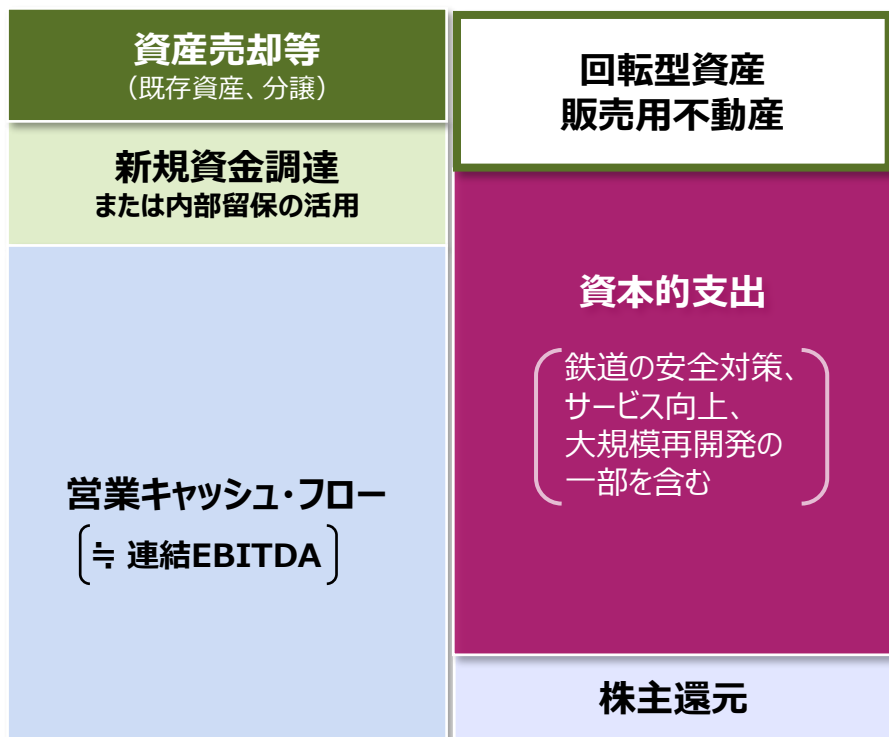 資産売却等
（既存資産、分譲）
新規資金調達
または内部留保の活用
営業キャッシュ・フロー
≒ 連結EBITDA
回転型資産
販売用不動産
資本的支出
鉄道の安全対策、
サービス向上、
大規模再開発の
一部を含む
株主還元